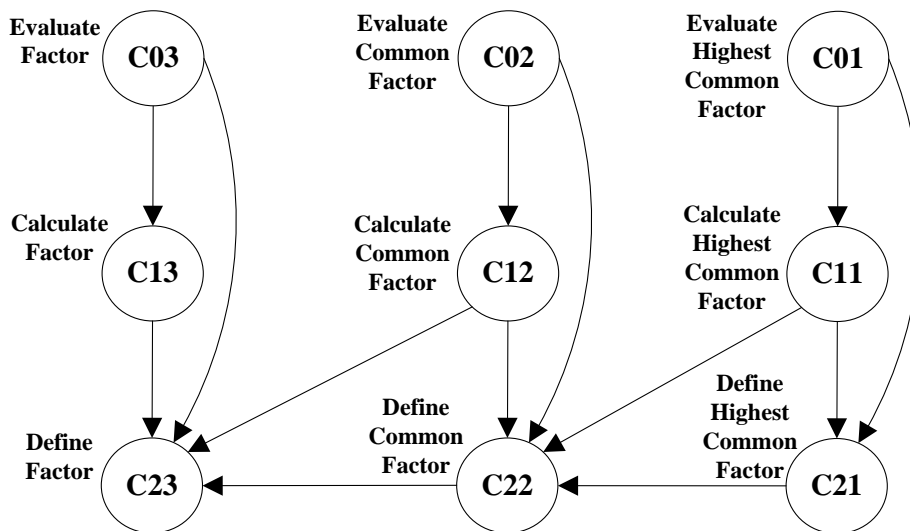 Evaluate
Factor
C03
Evaluate
Common
Factor
C02
Evaluate
Highest
Common
Factor
C01
Calculate
Factor
C13
Calculate
Common
Factor
C12
Calculate
Highest
Common
Factor
C11
Define
Factor
C23
Define
Common
Factor
C22
Define
Highest
Common
Factor
C21